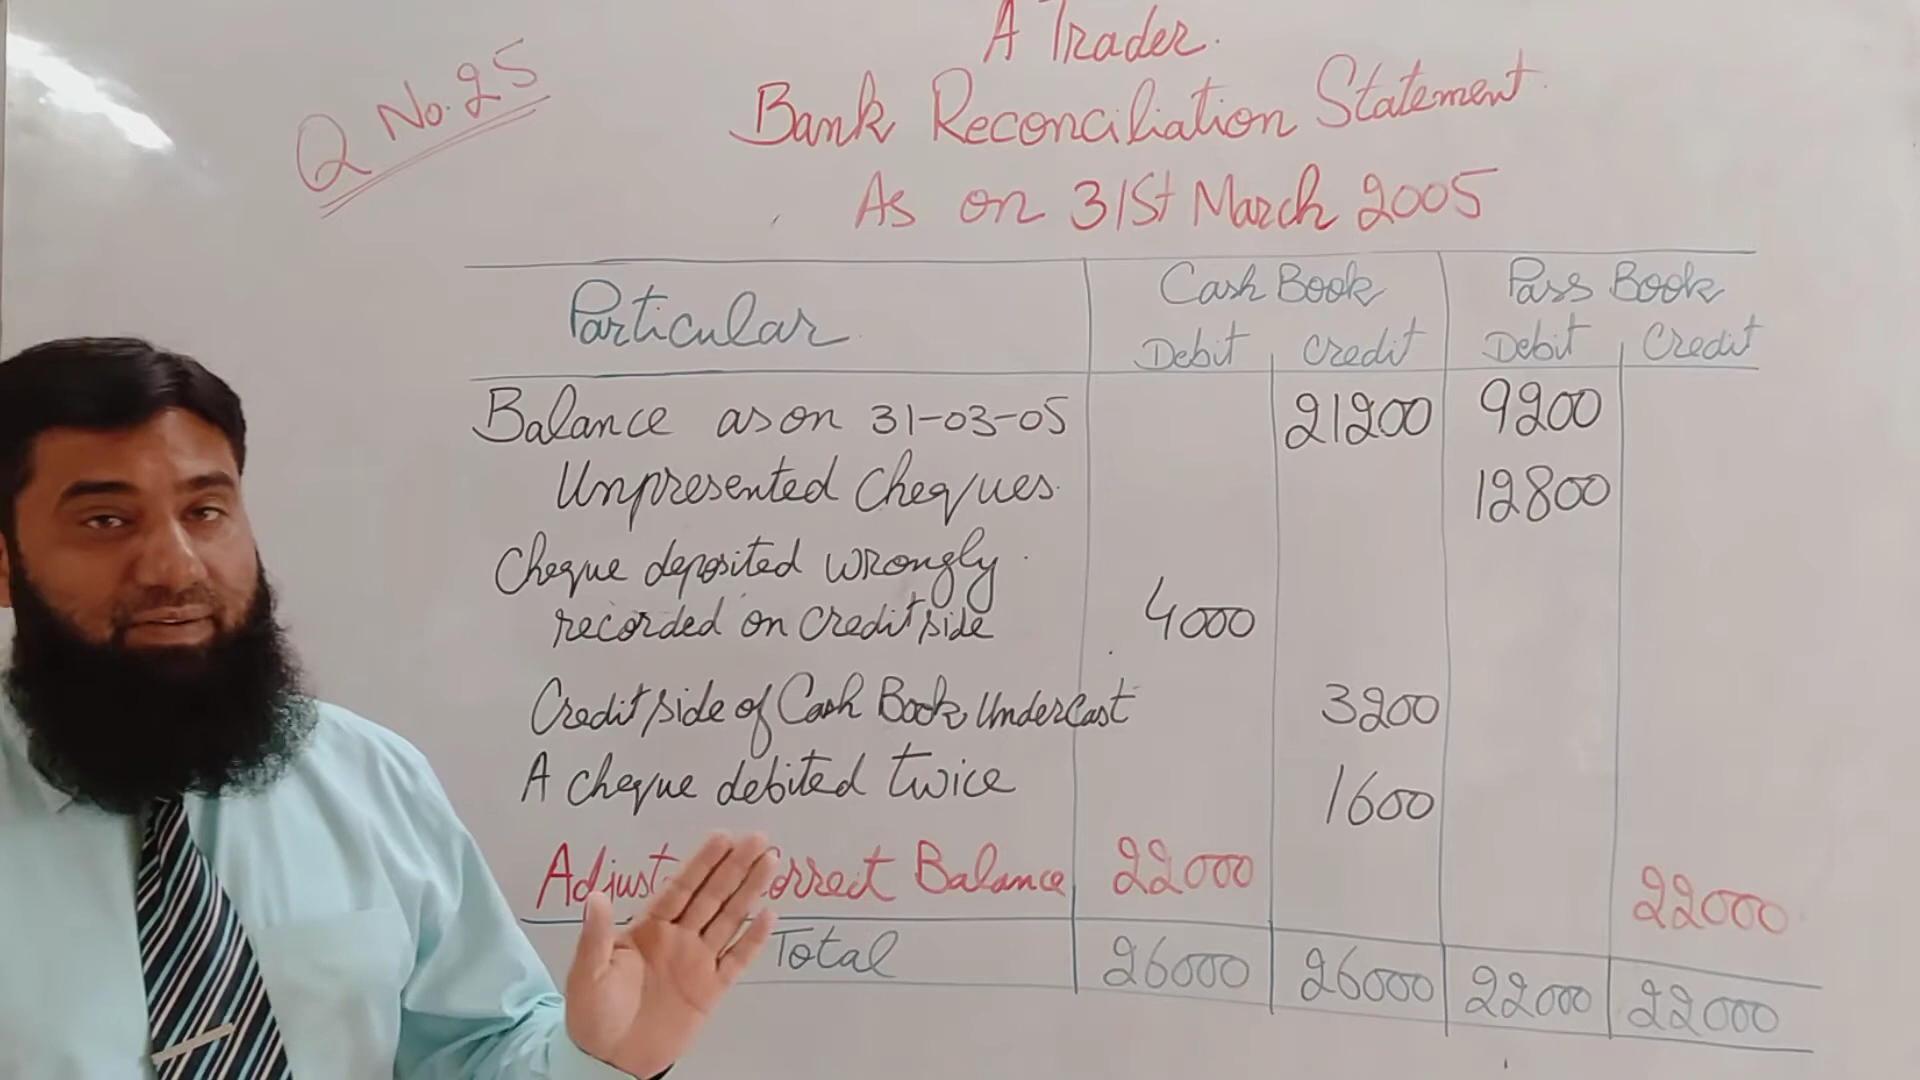 A Trader.
Q No. 25
Bank Reconciliation Statement
As on 31St March 2005
Particular Cash Book Pass Book
Debit Credit Debit Credit
Balance as on 31-03-05 21200 9200
Unpresented Cheques 12800
Cheque deposited wrongly
recorded on Credit side 4000
Credit side of Cash Book Undercast 3200
A cheque debited twice 1600
Correct Balance 22000 22000
Total 26000 26000 22000 22000